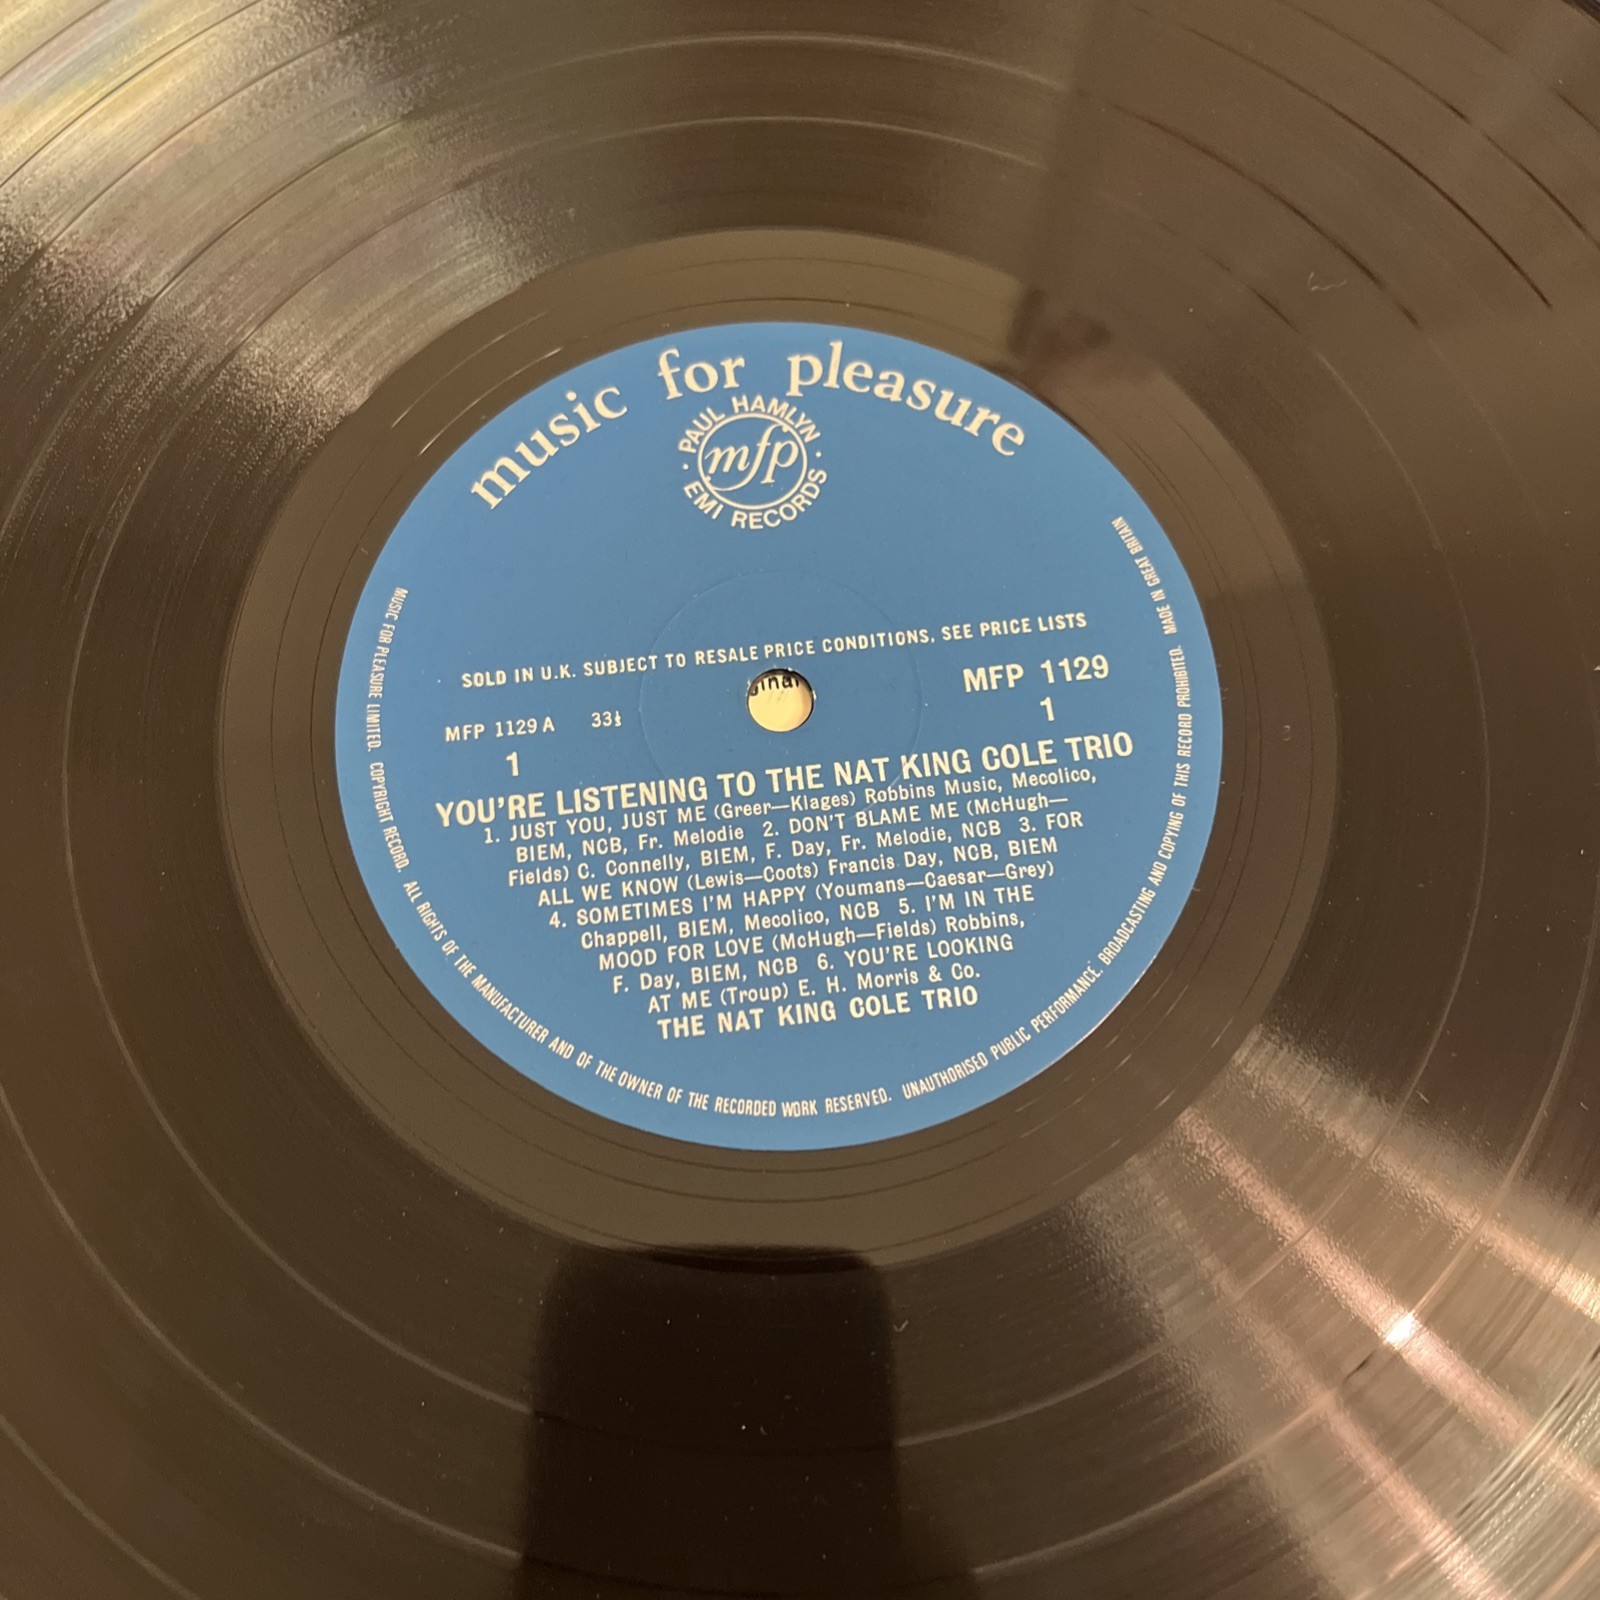 music for pleasure
PAUL HAMLYN
mfp
· EMI RECORDS ·
SOLD IN U.K. SUBJECT TO RESALE PRICE CONDITIONS, SEE PRICE LISTS
MFP 1129 A 33⅓
1
MFP 1129
1
YOU'RE LISTENING TO THE NAT KING COLE TRIO
1. JUST YOU, JUST ME (Greer—Klages) Robbins Music, Mecolico,
BIEM, NCB, Fr. Melodie 2. DON'T BLAME ME (McHugh—
Fields) C. Connelly, BIEM, F. Day, Fr. Melodie, NCB 3. FOR
ALL WE KNOW (Lewis—Coots) Francis Day, NCB, BIEM
4. SOMETIMES I'M HAPPY (Youmans—Caesar—Grey)
Chappell, BIEM, Mecolico, NCB 5. I'M IN THE
MOOD FOR LOVE (McHugh—Fields) Robbins,
F. Day, BIEM, NCB 6. YOU'RE LOOKING
AT ME (Troup) E. H. Morris & Co.
THE NAT KING COLE TRIO
MUSIC FOR PLEASURE LIMITED. COPYRIGHT RECORD. ALL RIGHTS OF THE MANUFACTURER AND OF THE OWNER OF THE RECORDED WORK RESERVED. UNAUTHORISED PUBLIC PERFORMANCE. BROADCASTING AND COPYING OF THIS RECORD PROHIBITED. MADE IN GREAT BRITAIN